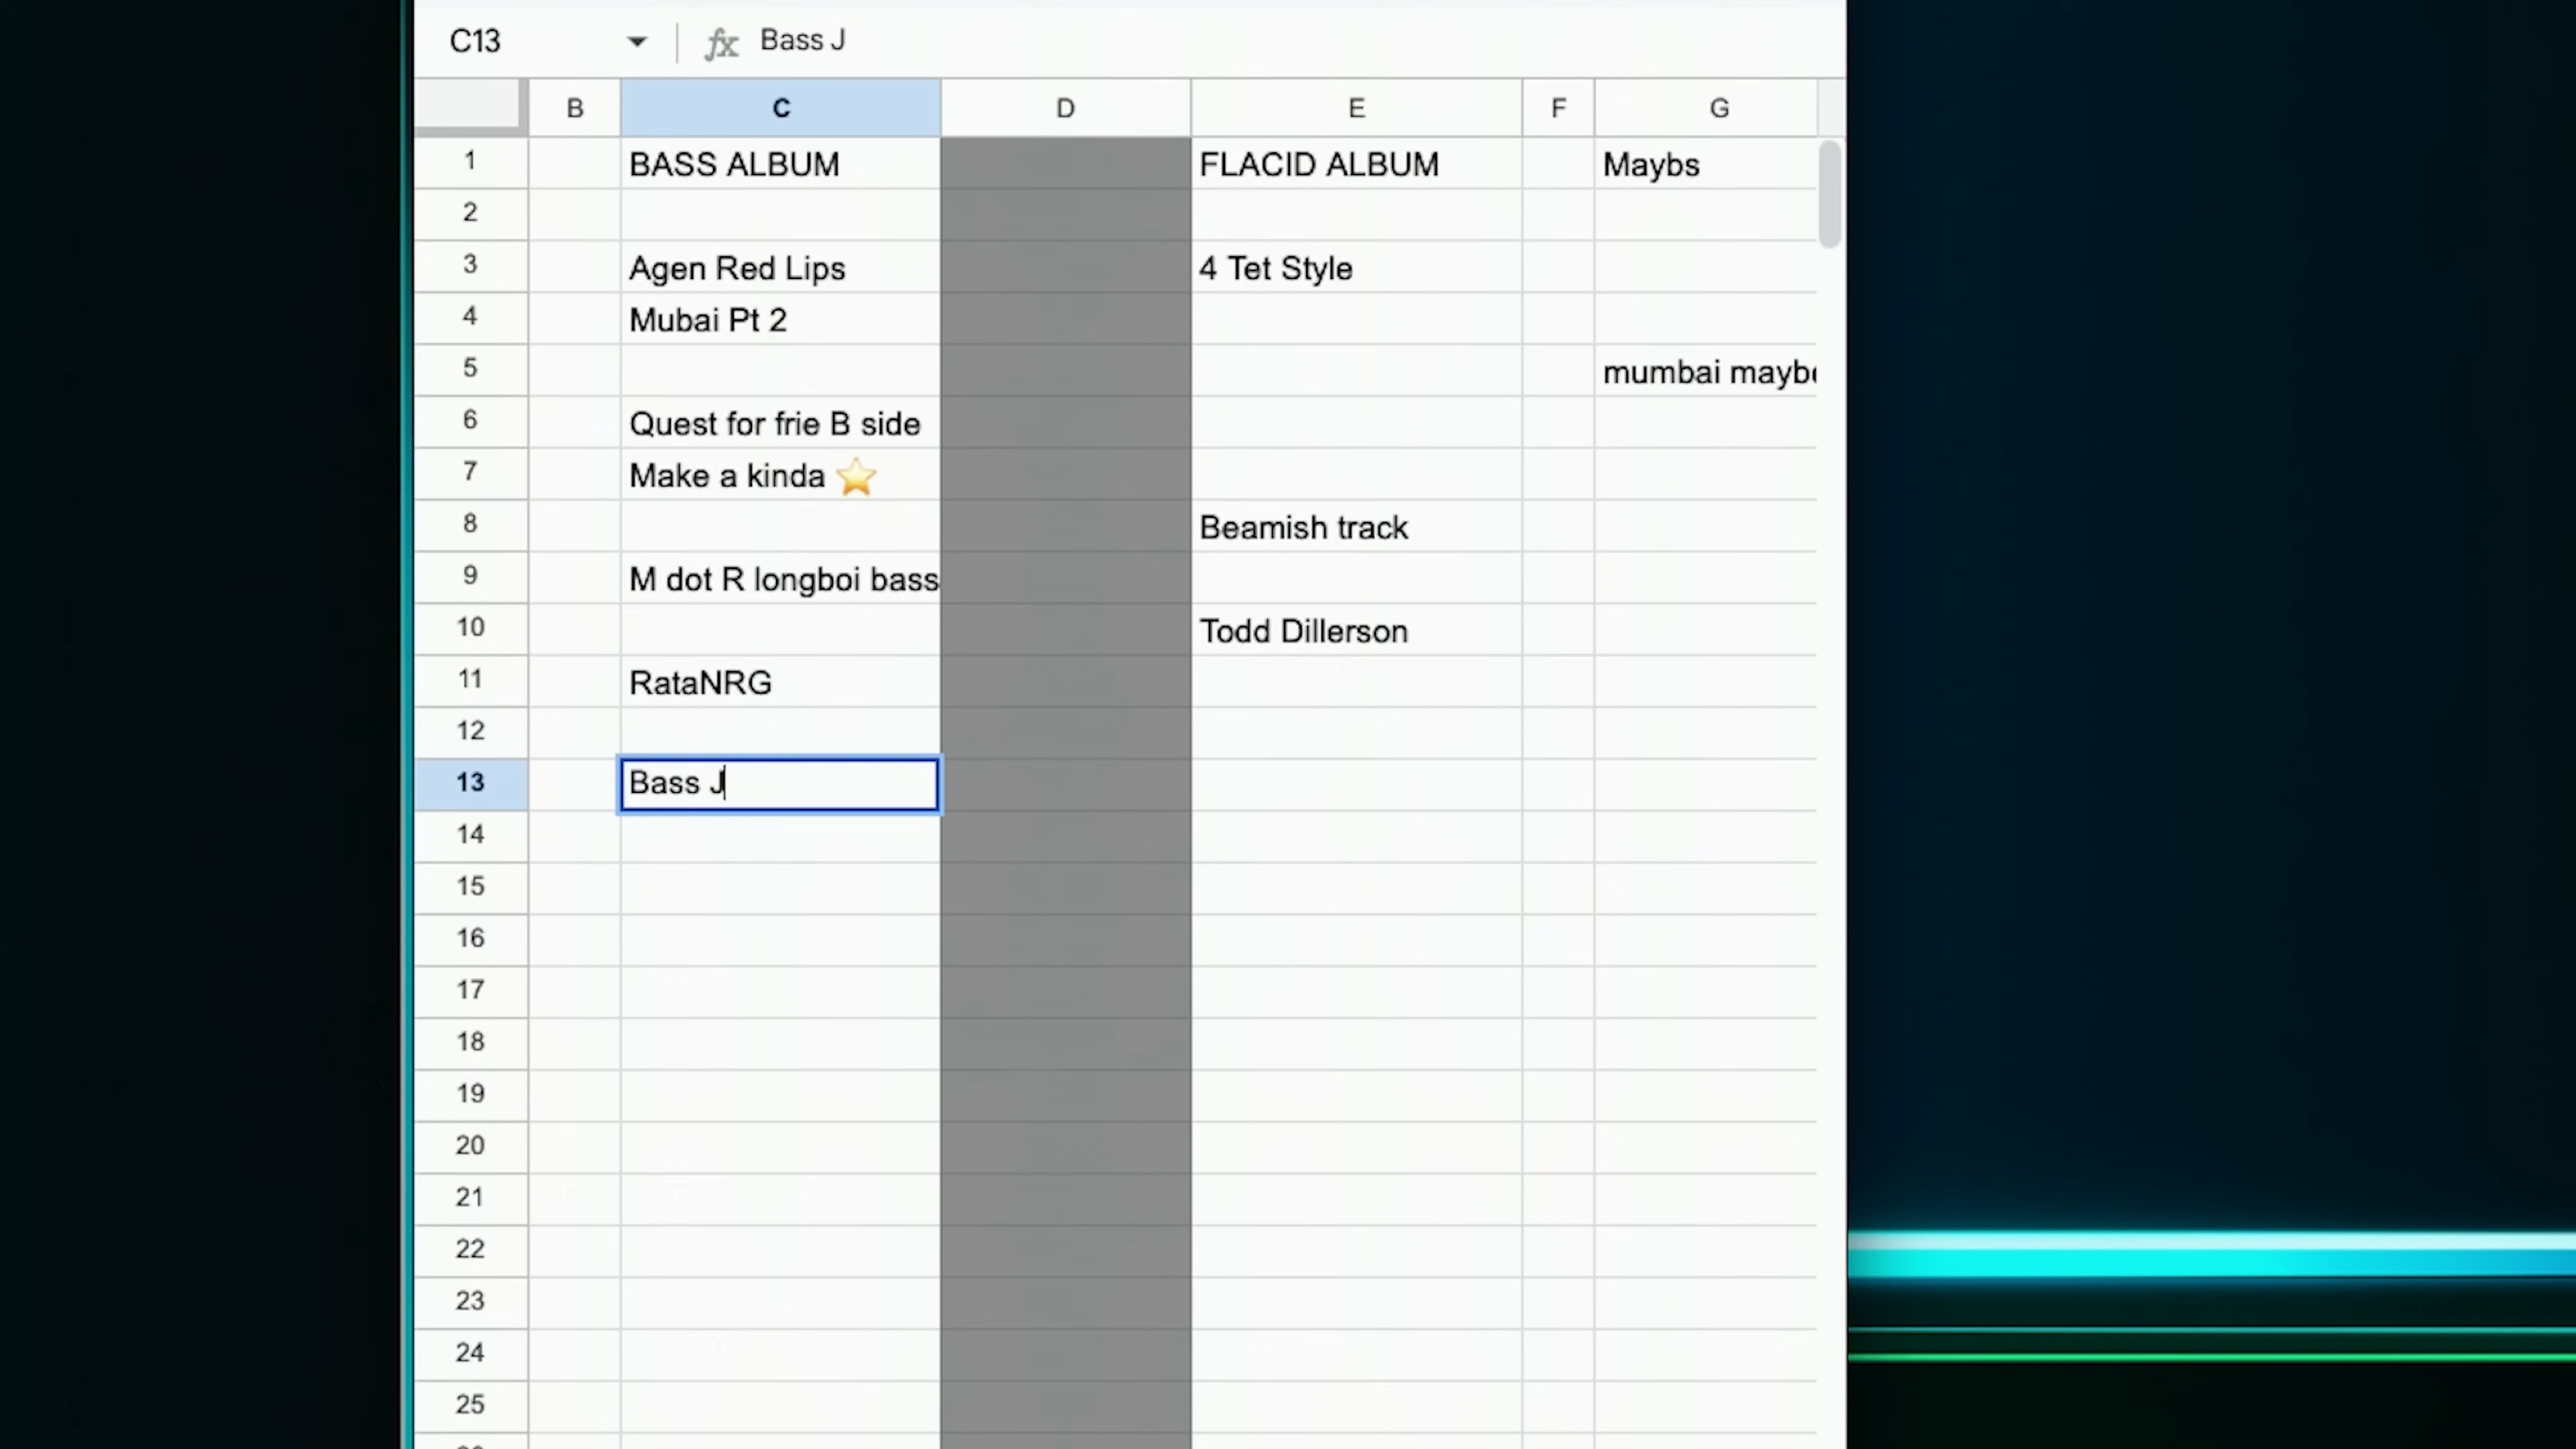 C13 fx Bass J
B C D E F G
1 BASS ALBUM FLACID ALBUM Maybs
2
3 Agen Red Lips 4 Tet Style
4 Mubai Pt 2
5 mumbai
6 Quest for frie B side
7 Make a kinda ⭐
8 Beamish track
9 M dot R longboi bass
10 Todd Dillerson
11 RataNRG
12
13 Bass J
14
15
16
17
18
19
20
21
22
23
24
25